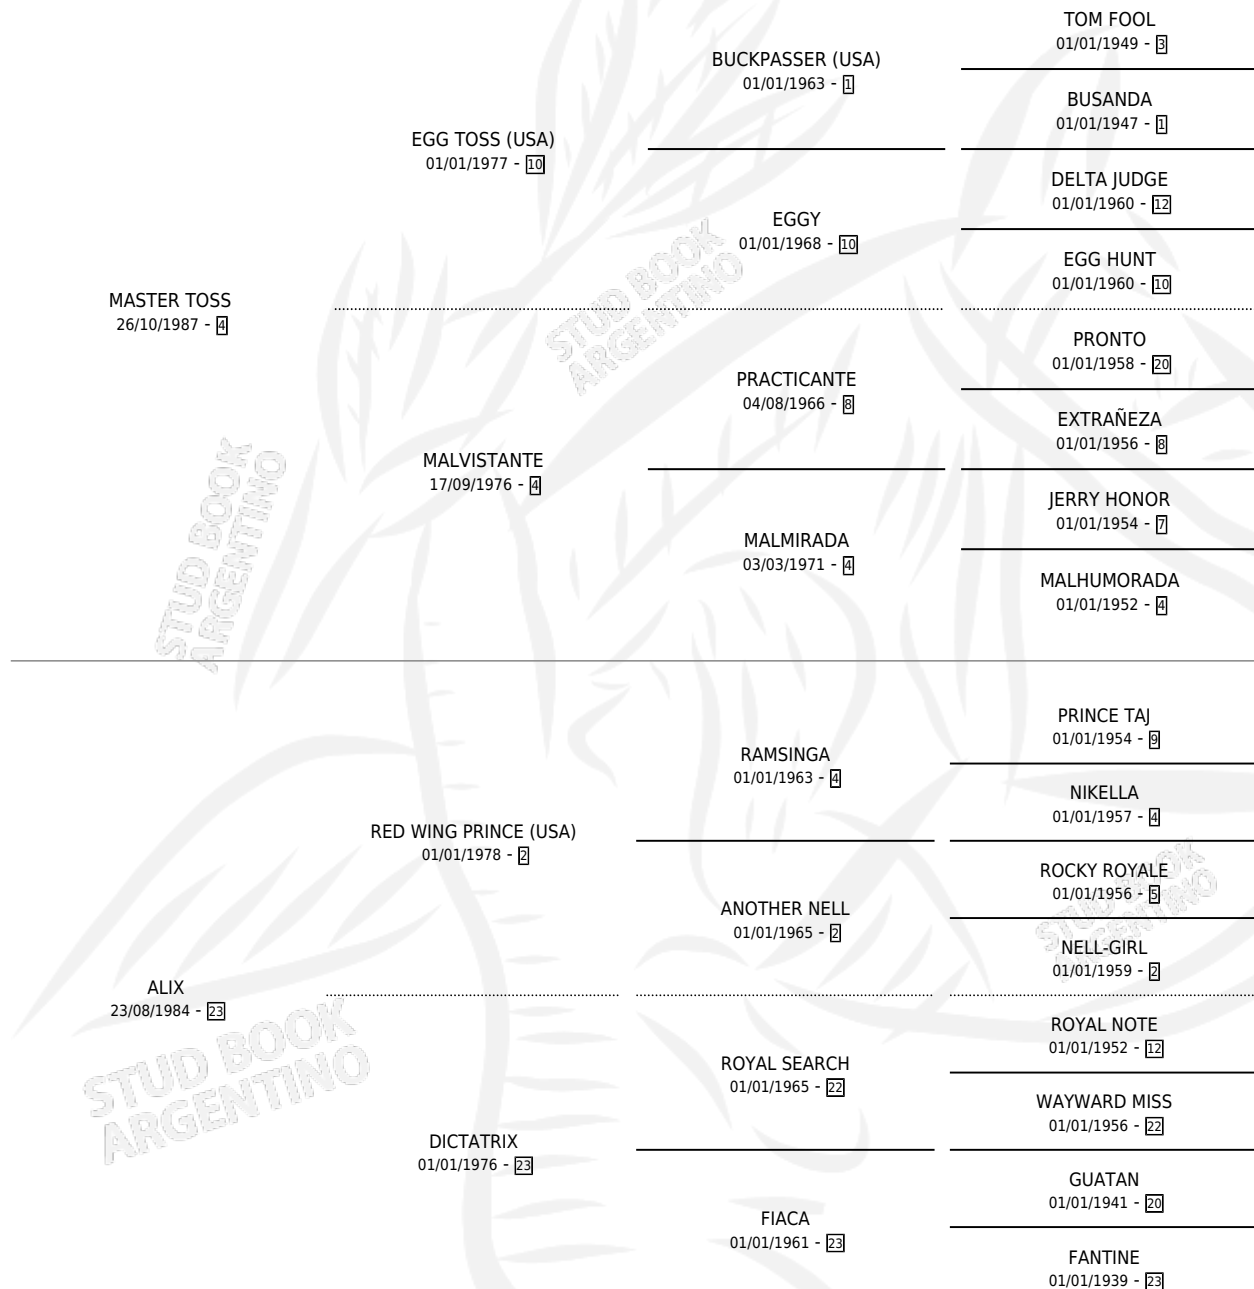 TOM FOOL
01/01/1949 - 3
BUCKPASSER (USA)
01/01/1963 - 1
BUSANDA
01/01/1947 - 1
EGG TOSS (USA)
01/01/1977 - 10
DELTA JUDGE
01/01/1960 - 12
EGGY
01/01/1968 - 10
EGG HUNT
01/01/1960 - 10
MASTER TOSS
26/10/1987 - 4
PRONTO
01/01/1958 - 20
PRACTICANTE
04/08/1966 - 8
EXTRAÑEZA
01/01/1956 - 8
MALVISTANTE
17/09/1976 - 4
JERRY HONOR
01/01/1954 - 7
MALMIRADA
03/03/1971 - 4
MALHUMORADA
01/01/1952 - 4
PRINCE TAJ
01/01/1954 - 9
RAMSINGA
01/01/1963 - 4
NIKELLA
01/01/1957 - 4
RED WING PRINCE (USA)
01/01/1978 - 2
ROCKY ROYALE
01/01/1956 - 5
ANOTHER NELL
01/01/1965 - 2
NELL-GIRL
01/01/1959 - 2
ALIX
23/08/1984 - 23
ROYAL NOTE
01/01/1952 - 12
ROYAL SEARCH
01/01/1965 - 22
WAYWARD MISS
01/01/1956 - 22
DICTATRIX
01/01/1976 - 23
GUATAN
01/01/1941 - 20
FIACA
01/01/1961 - 23
FANTINE
01/01/1939 - 23
STUD BOOK
ARGENTINO
STUD BOOK
ARGENTINO
STUD BOOK
ARGENTINO
STUD BOOK
ARGENTINO